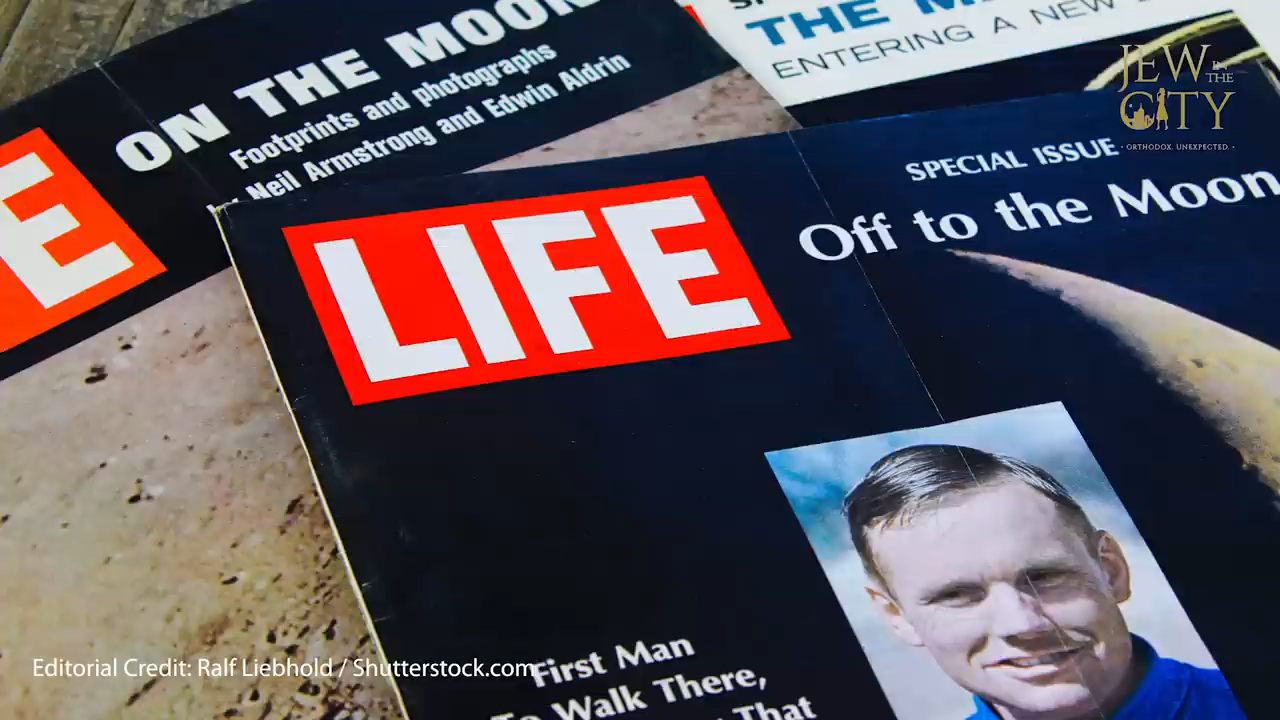 ON THE MOON
Footprints and photographs
Neil Armstrong and Edwin Aldrin
E
THE
ENTERING A NEW
JEW IN THE CITY
• ORTHODOX. UNEXPECTED. •
SPECIAL ISSUE
Off to the Moon
LIFE
First Man
To Walk There,
That
Editorial Credit: Ralf Liebhold / Shutterstock.com